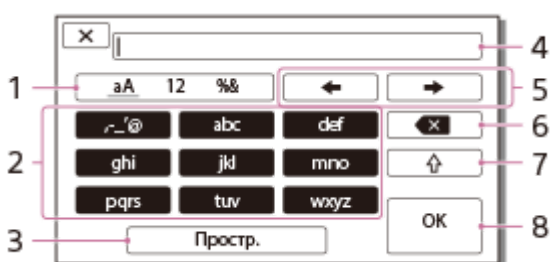 ×
4
1 aA 12 %& ← → 5
,-_'@ abc def × 6
2 ghi jkl mno ⇧ 7
pqrs tuv wxyz OK 8
3 Простр.